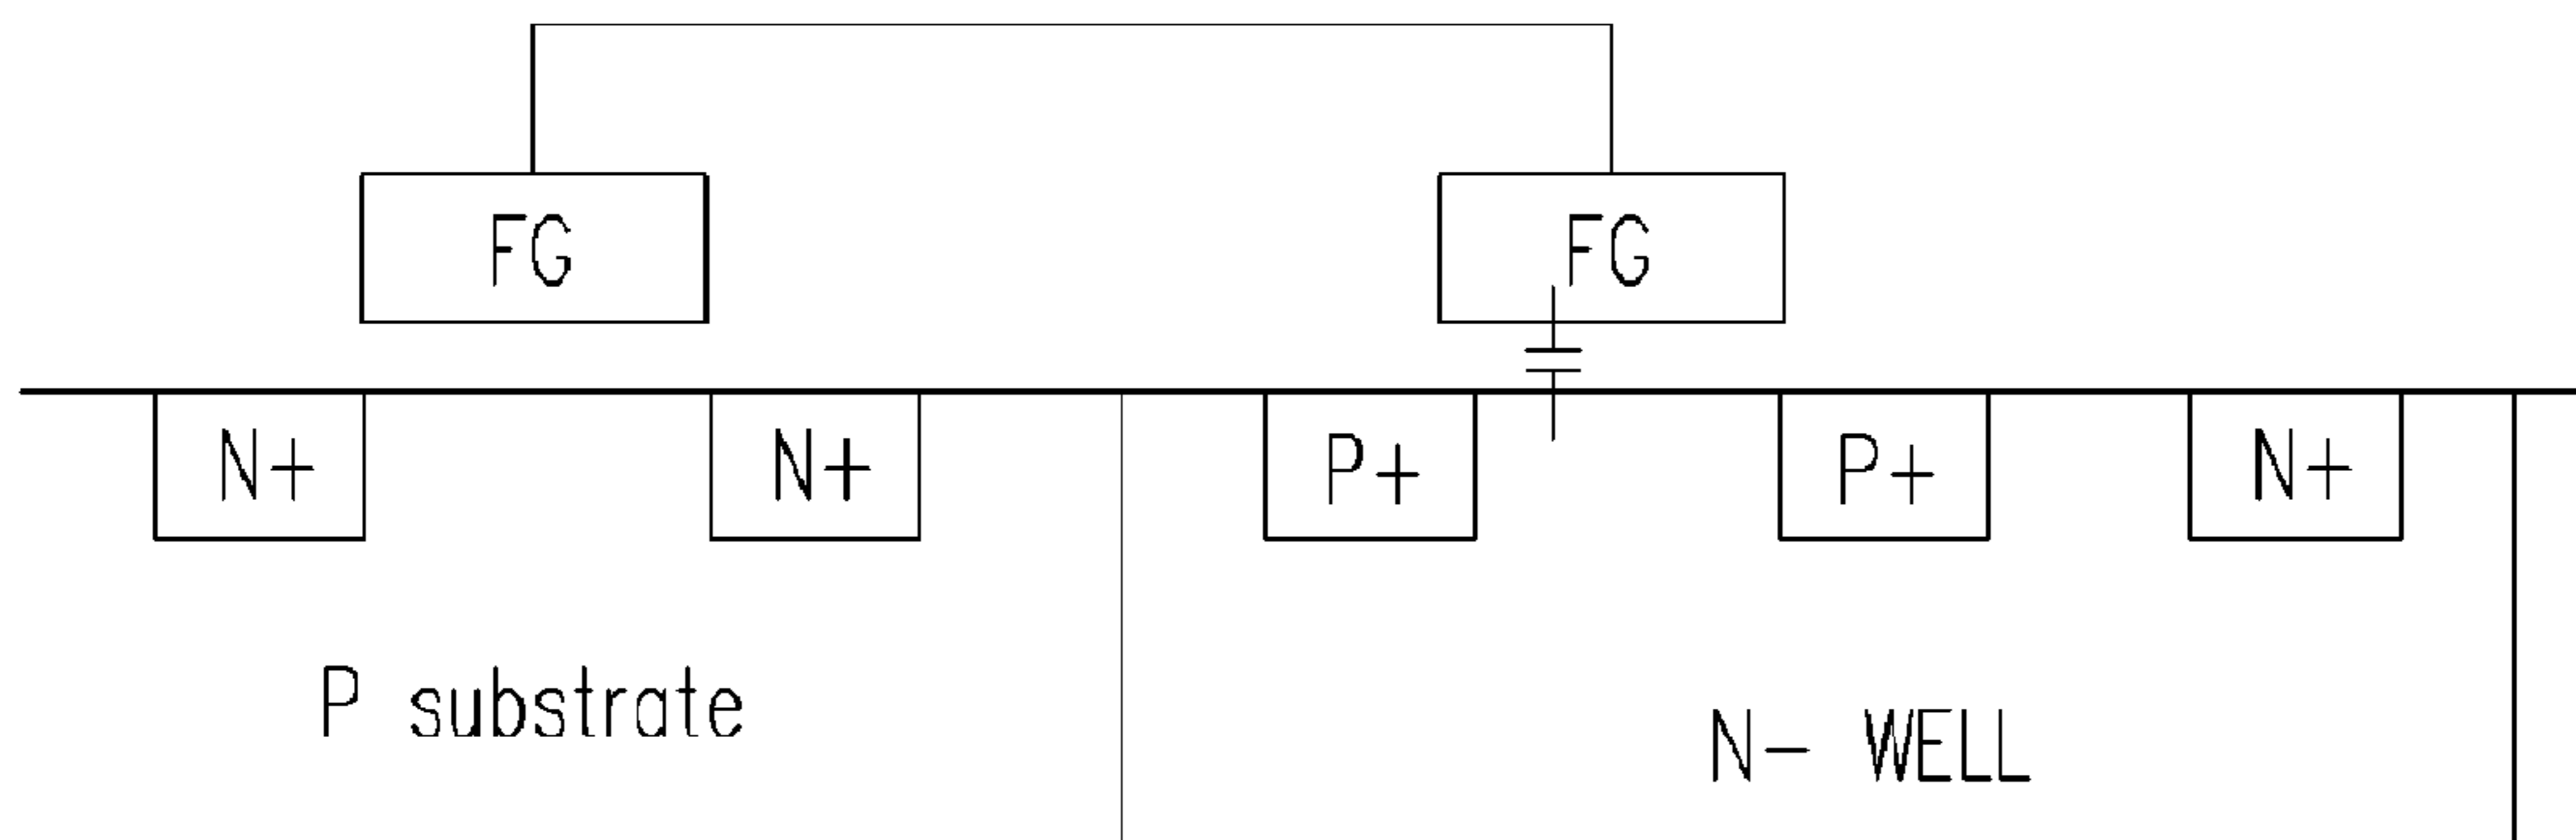 FG
FG
N+
N+
P+
P+
N+
P substrate
N- WELL